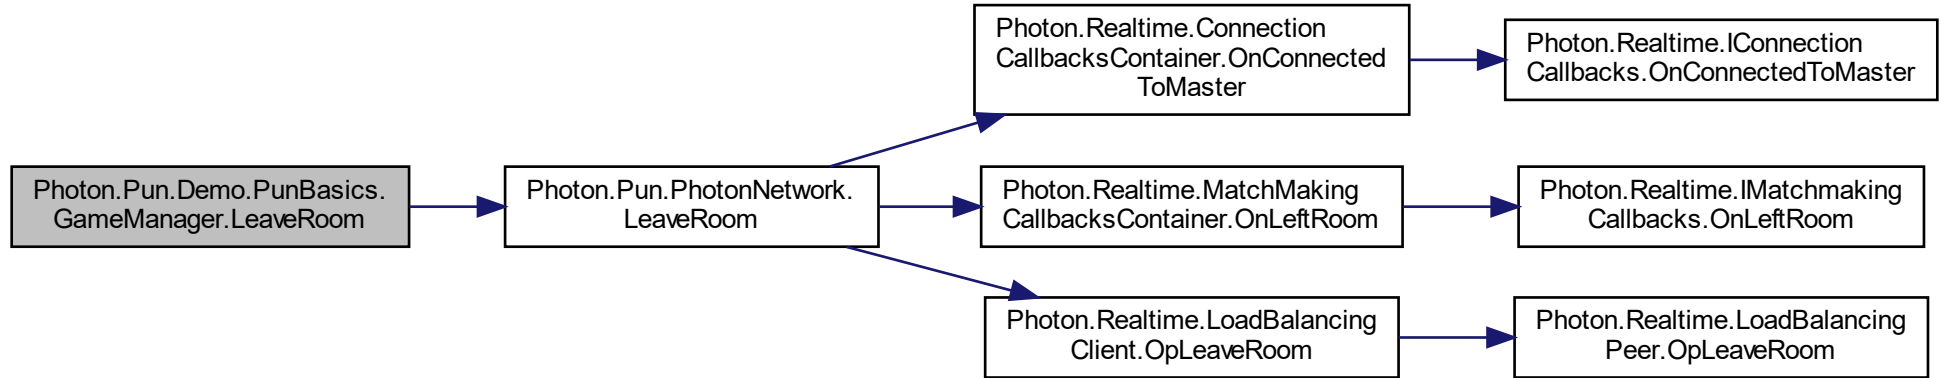 Photon.Pun.Demo.PunBasics.
GameManager.LeaveRoom
Photon.Pun.PhotonNetwork.
LeaveRoom
Photon.Realtime.Connection
CallbacksContainer.OnConnected
ToMaster
Photon.Realtime.IConnection
Callbacks.OnConnectedToMaster
Photon.Realtime.MatchMaking
CallbacksContainer.OnLeftRoom
Photon.Realtime.IMatchmaking
Callbacks.OnLeftRoom
Photon.Realtime.LoadBalancing
Client.OpLeaveRoom
Photon.Realtime.LoadBalancing
Peer.OpLeaveRoom